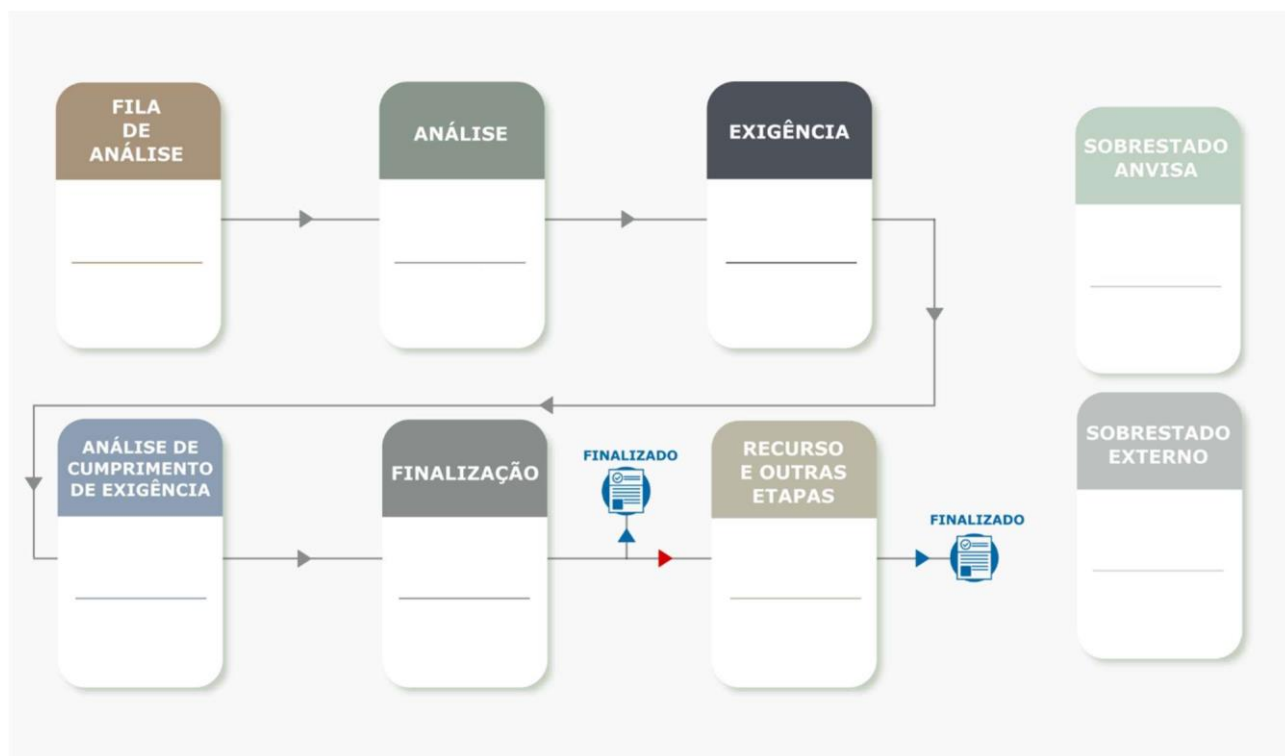 FILA
DE
ANÁLISE
ANÁLISE
EXIGÊNCIA
SOBRESTADO
ANVISA
ANÁLISE DE
CUMPRIMENTO
DE EXIGÊNCIA
FINALIZAÇÃO
FINALIZADO
RECURSO
E OUTRAS
ETAPAS
FINALIZADO
SOBRESTADO
EXTERNO